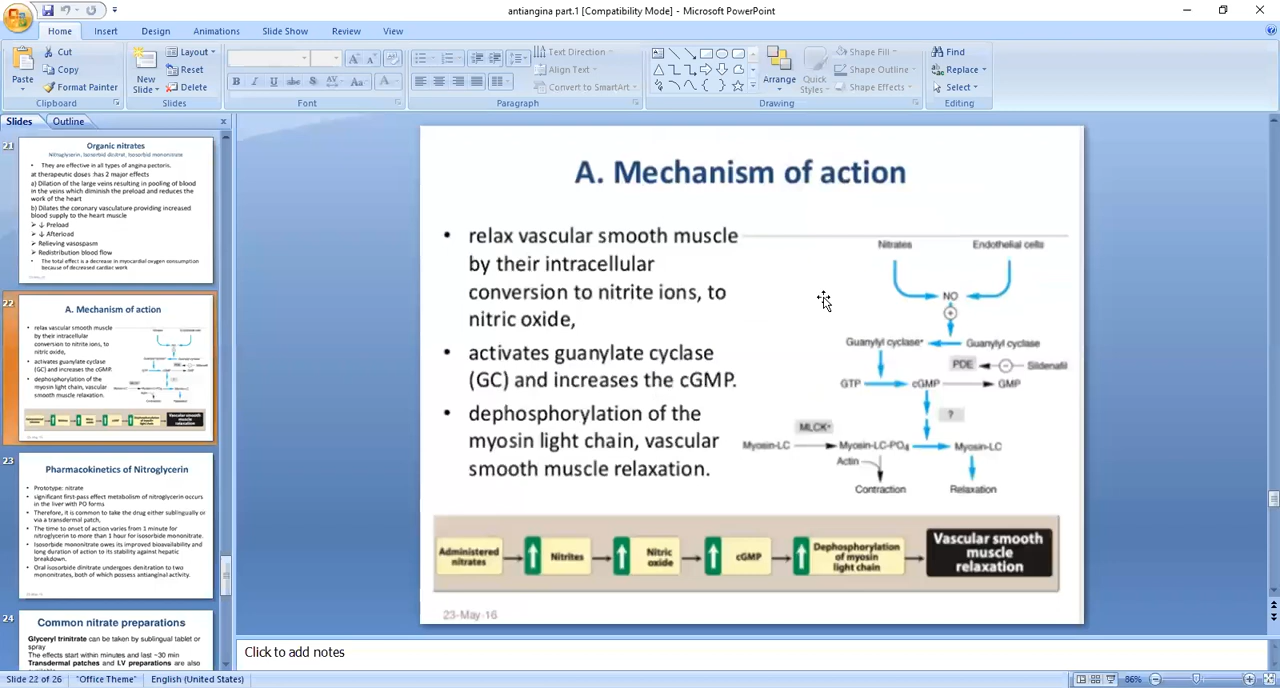 antiangina part.1 [Compatibility Mode] - Microsoft PowerPoint
Home Insert Design Animations Slide Show Review View
Paste
Cut
Copy
Format Painter
Clipboard
New
Slide
Layout
Reset
Delete
Slides
B I U abc S AV Aa A
Font
Text Direction
Align Text
Convert to SmartArt
Paragraph
Arrange
Quick
Styles
Shape Fill
Shape Outline
Shape Effects
Drawing
Find
Replace
Select
Editing
Slides Outline
21
Organic nitrates
• They are effective in all types of angina pectoris.
at therapeutic doses :has 2 major effects
a) Dilation of the large veins resulting in pooling of blood
in the veins which diminish the preload and reduces the
work of the heart
b) Dilates the coronary vasculature providing increased
blood supply to the heart muscle
➢ ↓ Preload
➢ ↓ Afterload
➢ Relieving vasospasm
➢ Redistribution blood flow
• The total effect is a decrease in myocardial oxygen consumption
because of decreased cardiac work
22
A. Mechanism of action
• relax vascular smooth muscle
by their intracellular
conversion to nitrite ions, to
nitric oxide,
• activates guanylate cyclase
(GC) and increases the cGMP.
• dephosphorylation of the
myosin light chain, vascular
smooth muscle relaxation.
23
Pharmacokinetics of Nitroglycerin
• Prototype: nitrate
• significant first-pass effect metabolism of nitroglycerin occurs
in the liver with PO forms
• Therefore, it is common to take the drug either sublingually or
via a transdermal patch,
• The time to onset of action varies from 1 minute for
nitroglycerin to more than 1 hour for isosorbide mononitrate.
• Isosorbide mononitrate owes its improved bioavailability and
long duration of action to its stability against hepatic
breakdown.
• Oral isosorbide dinitrate undergoes denitration to two
mononitrates, both of which possess antianginal activity.
24
Common nitrate preparations
Glyceryl trinitrate can be taken by sublingual tablet or
spray
The effects start within minutes and last ~30 min
Transdermal patches and I.V preparations are also
A. Mechanism of action
• relax vascular smooth muscle
by their intracellular
conversion to nitrite ions, to
nitric oxide,
• activates guanylate cyclase
(GC) and increases the cGMP.
• dephosphorylation of the
myosin light chain, vascular
smooth muscle relaxation.
Nitrates Endothelial cells
NO
+
Guanylyl cyclase* Guanylyl cyclase
PDE − Sildenafil
GTP cGMP GMP
?
MLCK*
Myosin-LC Myosin-LC-PO4 Myosin-LC
Actin
Contraction Relaxation
Administered
nitrates
Nitrites
Nitric
oxide
cGMP
Dephosphorylation
of myosin
light chain
Vascular smooth
muscle
relaxation
23-May-16
Click to add notes
Slide 22 of 26 "Office Theme" English (United States) 86%